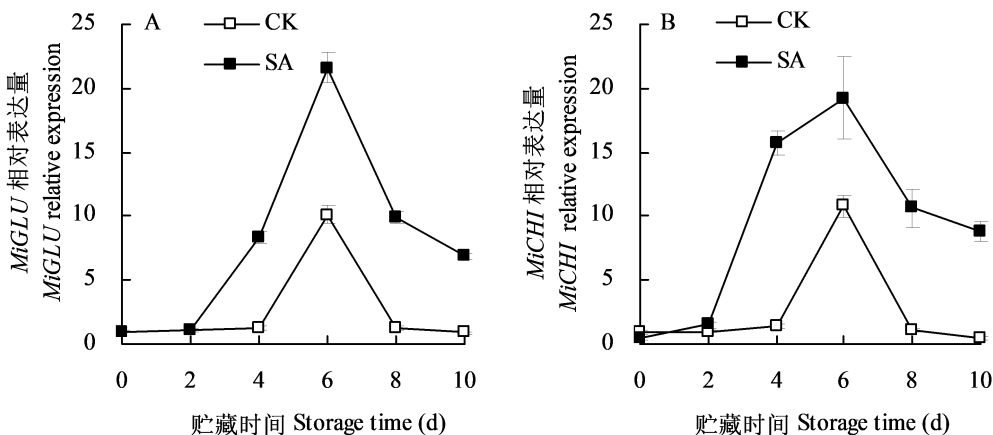 A
CK
SA
MiGLU 相对表达量
MiGLU relative expression
25
20
15
10
5
0
0 2 4 6 8 10
贮藏时间 Storage time (d)
B
CK
SA
MiCHI 相对表达量
MiCHI relative expression
25
20
15
10
5
0
0 2 4 6 8 10
贮藏时间 Storage time (d)